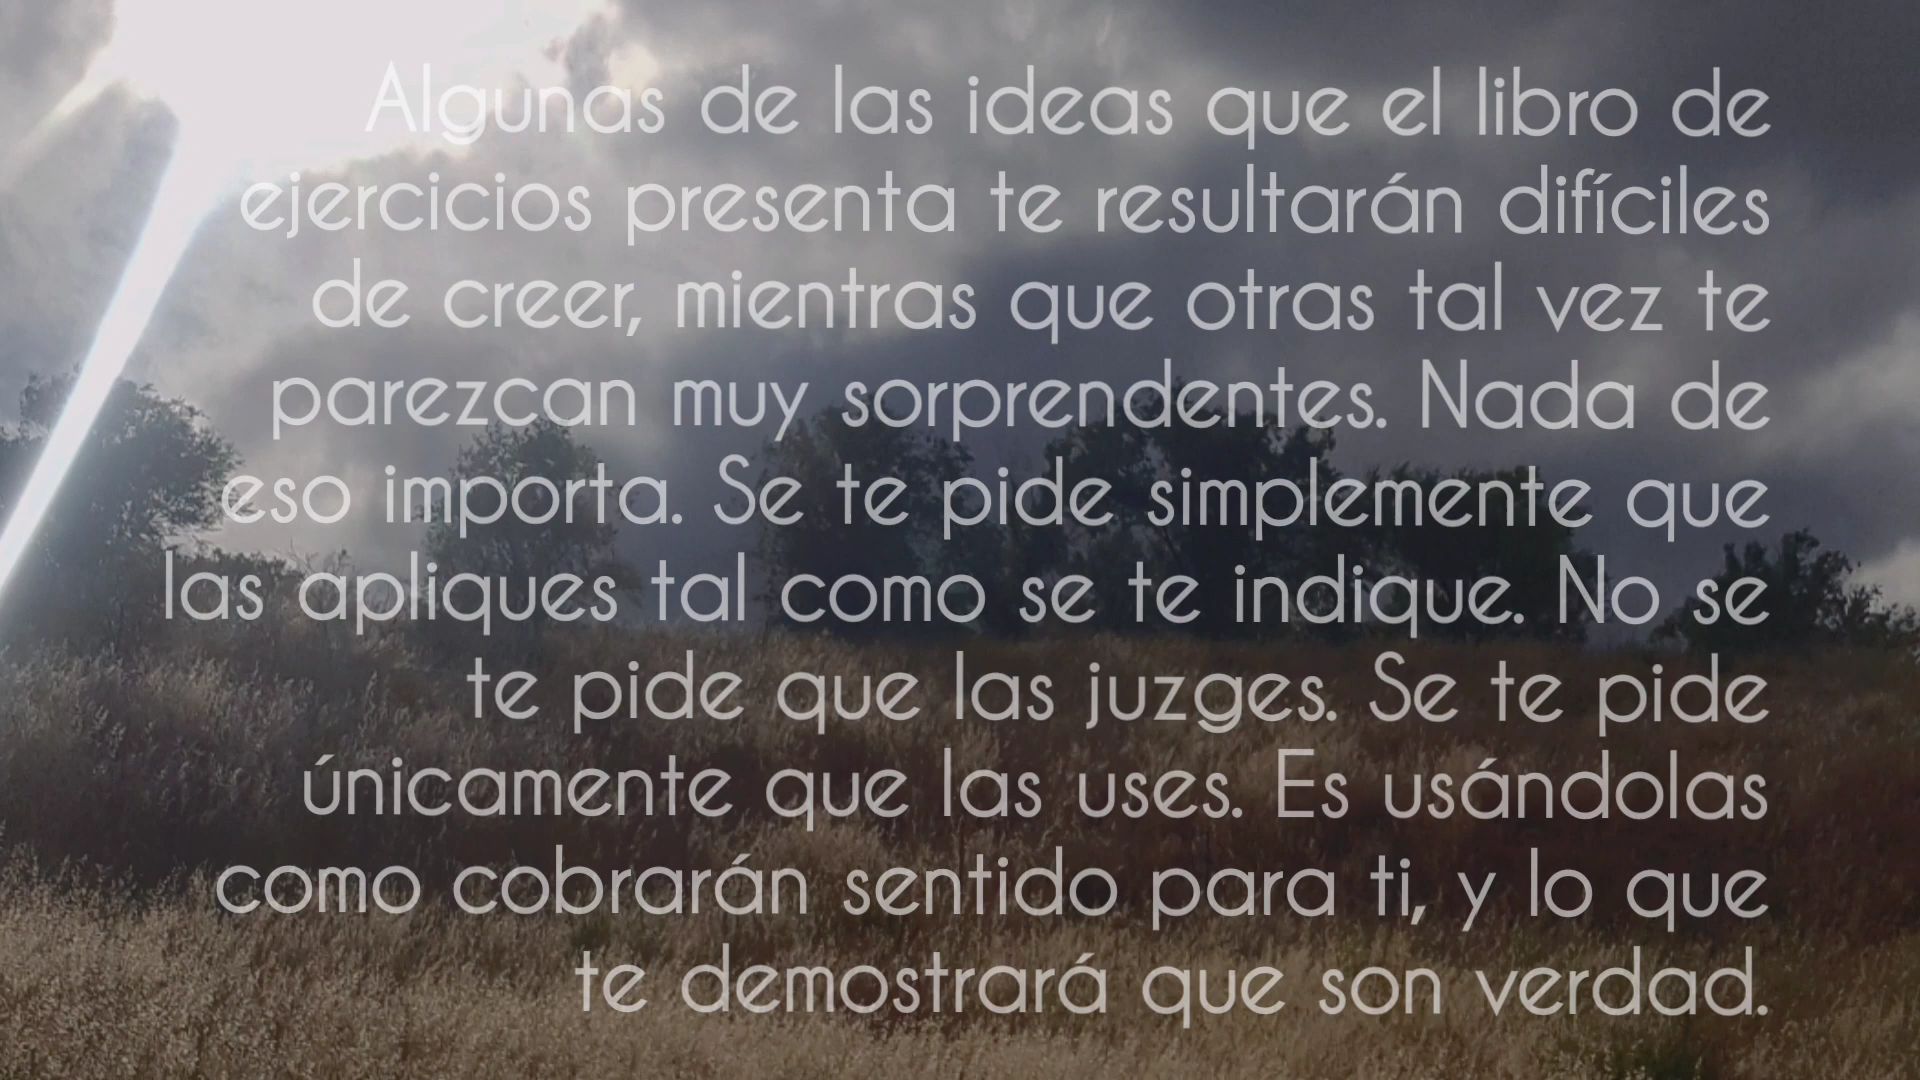 Algunas de las ideas que el libro de
ejercicios presenta te resultarán difíciles
de creer, mientras que otras tal vez te
parezcan muy sorprendentes. Nada de
eso importa. Se te pide simplemente que
las apliques tal como se te indique. No se
te pide que las juzges. Se te pide
únicamente que las uses. Es usándolas
como cobrarán sentido para ti, y lo que
te demostrará que son verdad.